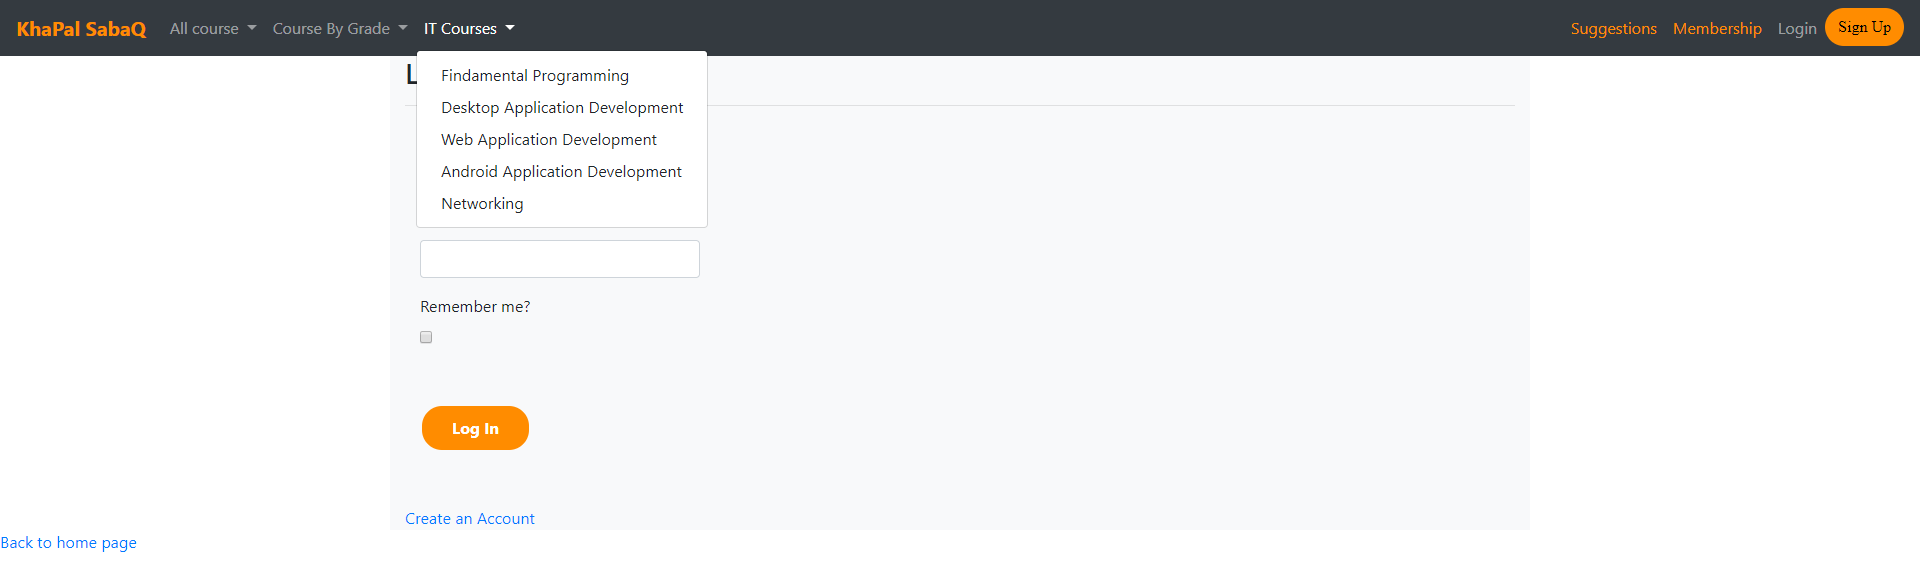 KhaPal SabaQ All course Course By Grade IT Courses Suggestions Membership Login Sign Up
Findamental Programming
Desktop Application Development
Web Application Development
Android Application Development
Networking
Remember me?
Log In
Create an Account
Back to home page